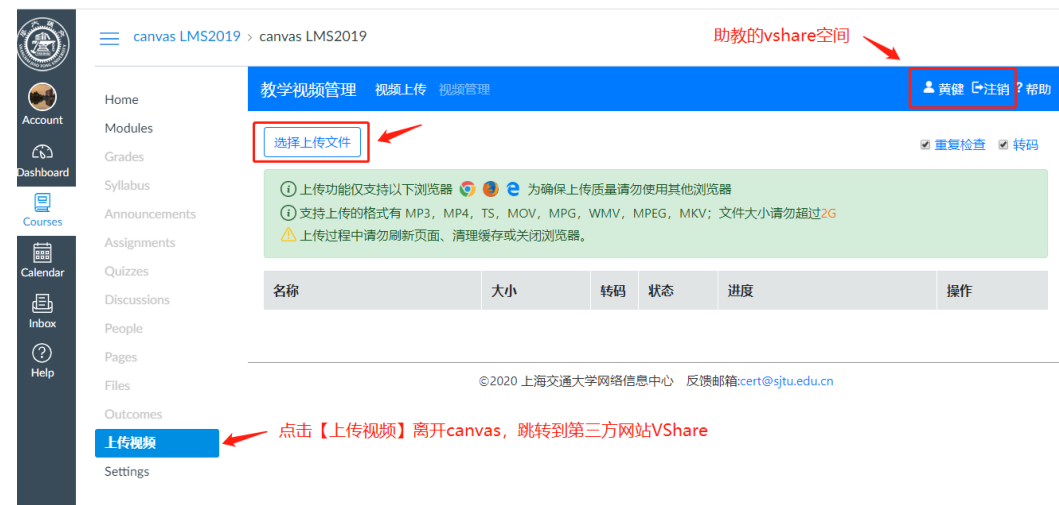 canvas LMS2019 > canvas LMS2019
助教的vshare空间
Account
Dashboard
Courses
Calendar
Inbox
Help
Home
Modules
Grades
Syllabus
Announcements
Assignments
Quizzes
Discussions
People
Pages
Files
Outcomes
上传视频
Settings
教学视频管理 视频上传 视频管理 黄健 注销 ?帮助
选择上传文件 重复检查 转码
上传功能仅支持以下浏览器 为确保上传质量请勿使用其他浏览器
支持上传的格式有 MP3, MP4, TS, MOV, MPG, WMV, MPEG, MKV; 文件大小请勿超过2G
上传过程中请勿刷新页面、清理缓存或关闭浏览器。
名称 大小 转码 状态 进度 操作
©2020 上海交通大学网络信息中心 反馈邮箱:cert@sjtu.edu.cn
点击【上传视频】离开canvas，跳转到第三方网站VShare